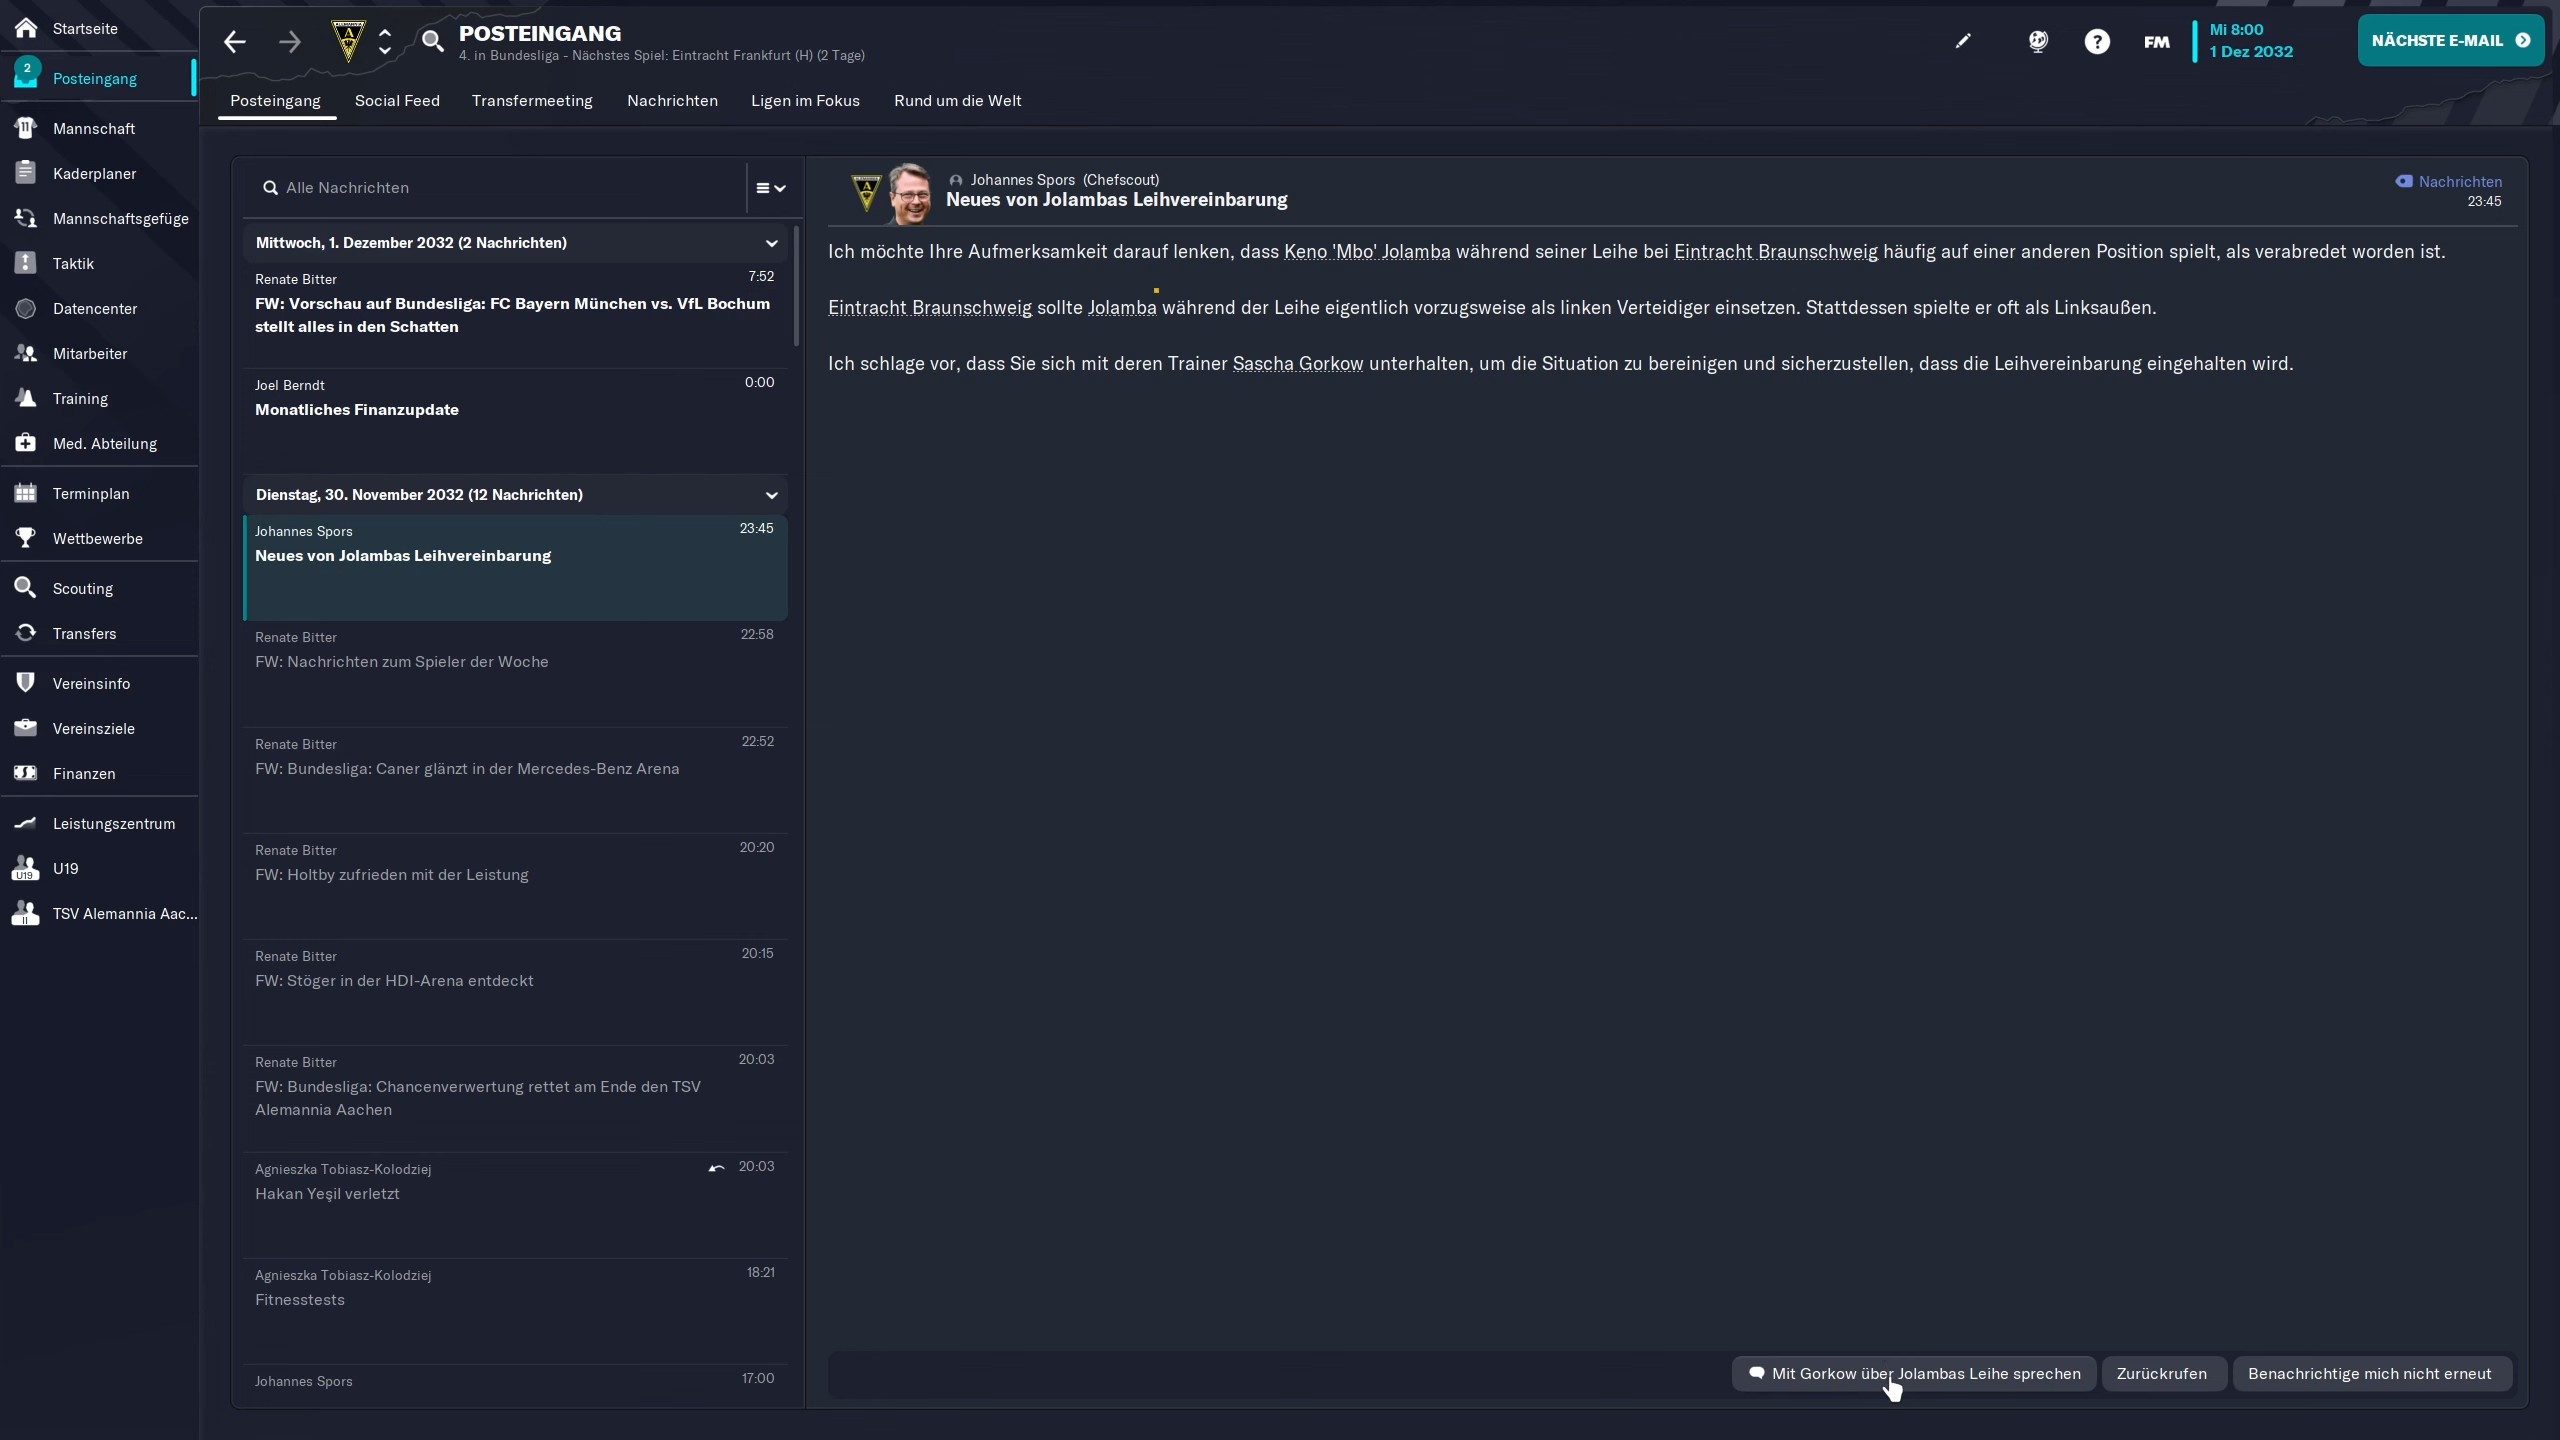 Startseite
2
Posteingang
Mannschaft
Kaderplaner
Mannschaftsgefüge
Taktik
Datencenter
Mitarbeiter
Training
Med. Abteilung
Terminplan
Wettbewerbe
Scouting
Transfers
Vereinsinfo
Vereinsziele
Finanzen
Leistungszentrum
U19
U19
TSV Alemannia Aac...
POSTEINGANG
4. in Bundesliga - Nächstes Spiel: Eintracht Frankfurt (H) (2 Tage)
FM
Mi 8:00
1 Dez 2032
NÄCHSTE E-MAIL
Posteingang
Social Feed
Transfermeeting
Nachrichten
Ligen im Fokus
Rund um die Welt
Alle Nachrichten
Mittwoch, 1. Dezember 2032 (2 Nachrichten)
Renate Bitter
7:52
FW: Vorschau auf Bundesliga: FC Bayern München vs. VfL Bochum
stellt alles in den Schatten
Joel Berndt
0:00
Monatliches Finanzupdate
Dienstag, 30. November 2032 (12 Nachrichten)
Johannes Spors
23:45
Neues von Jolambas Leihvereinbarung
Renate Bitter
22:58
FW: Nachrichten zum Spieler der Woche
Renate Bitter
22:52
FW: Bundesliga: Caner glänzt in der Mercedes-Benz Arena
Renate Bitter
20:20
FW: Holtby zufrieden mit der Leistung
Renate Bitter
20:15
FW: Stöger in der HDI-Arena entdeckt
Renate Bitter
20:03
FW: Bundesliga: Chancenverwertung rettet am Ende den TSV
Alemannia Aachen
Agnieszka Tobiasz-Kolodziej
20:03
Hakan Yeşil verletzt
Agnieszka Tobiasz-Kolodziej
18:21
Fitnesstests
Johannes Spors
17:00
Johannes Spors (Chefscout)
Neues von Jolambas Leihvereinbarung
Nachrichten
23:45
Ich möchte Ihre Aufmerksamkeit darauf lenken, dass Keno 'Mbo' Jolamba während seiner Leihe bei Eintracht Braunschweig häufig auf einer anderen Position spielt, als verabredet worden ist.
Eintracht Braunschweig sollte Jolamba während der Leihe eigentlich vorzugsweise als linken Verteidiger einsetzen. Stattdessen spielte er oft als Linksaußen.
Ich schlage vor, dass Sie sich mit deren Trainer Sascha Gorkow unterhalten, um die Situation zu bereinigen und sicherzustellen, dass die Leihvereinbarung eingehalten wird.
Mit Gorkow über Jolambas Leihe sprechen
Zurückrufen
Benachrichtige mich nicht erneut